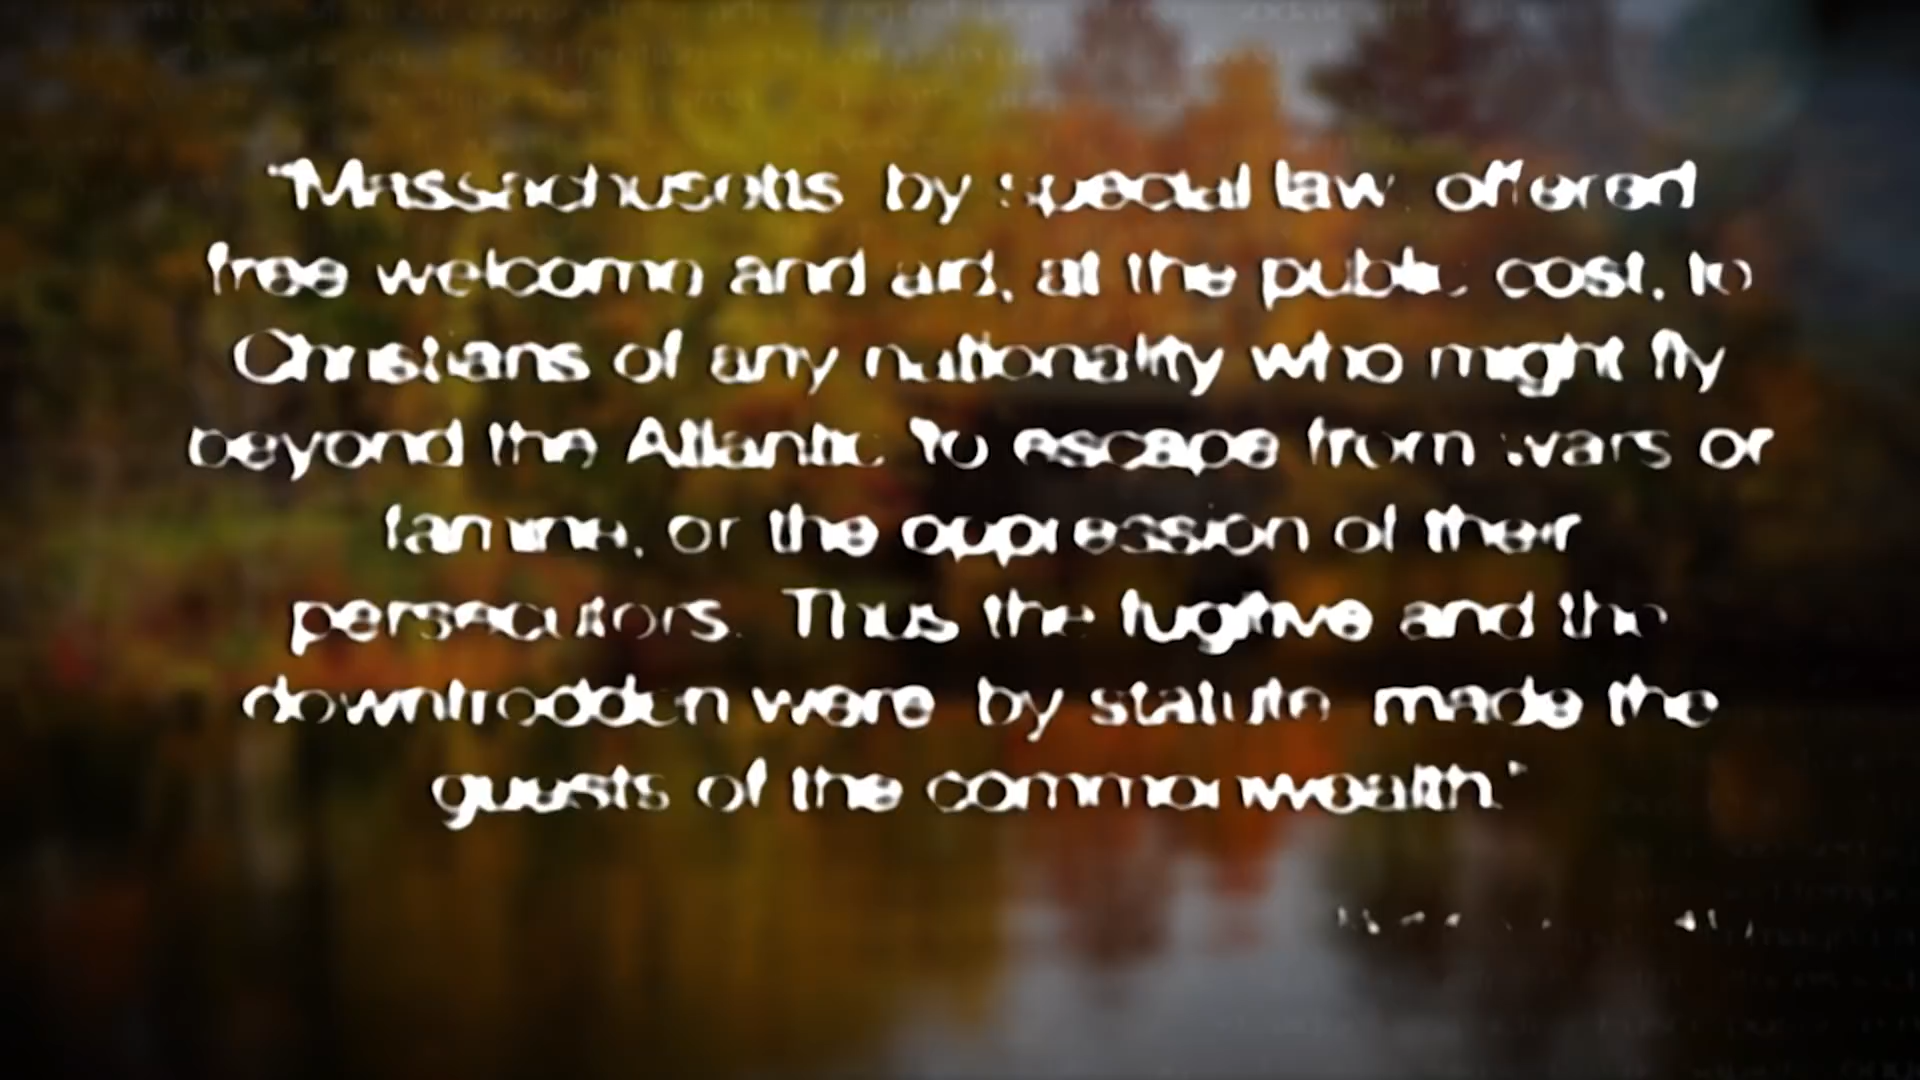 "Massachusetts by special law offered
free welcome and aid, at the public cost, to
Christians of any nationality who might fly
beyond the Atlantic 'to escape from wars or
famine, or the oppression of their
persecutors. Thus the fugitive and the
downtrodden were by statute made the
guests of the commonwealth."